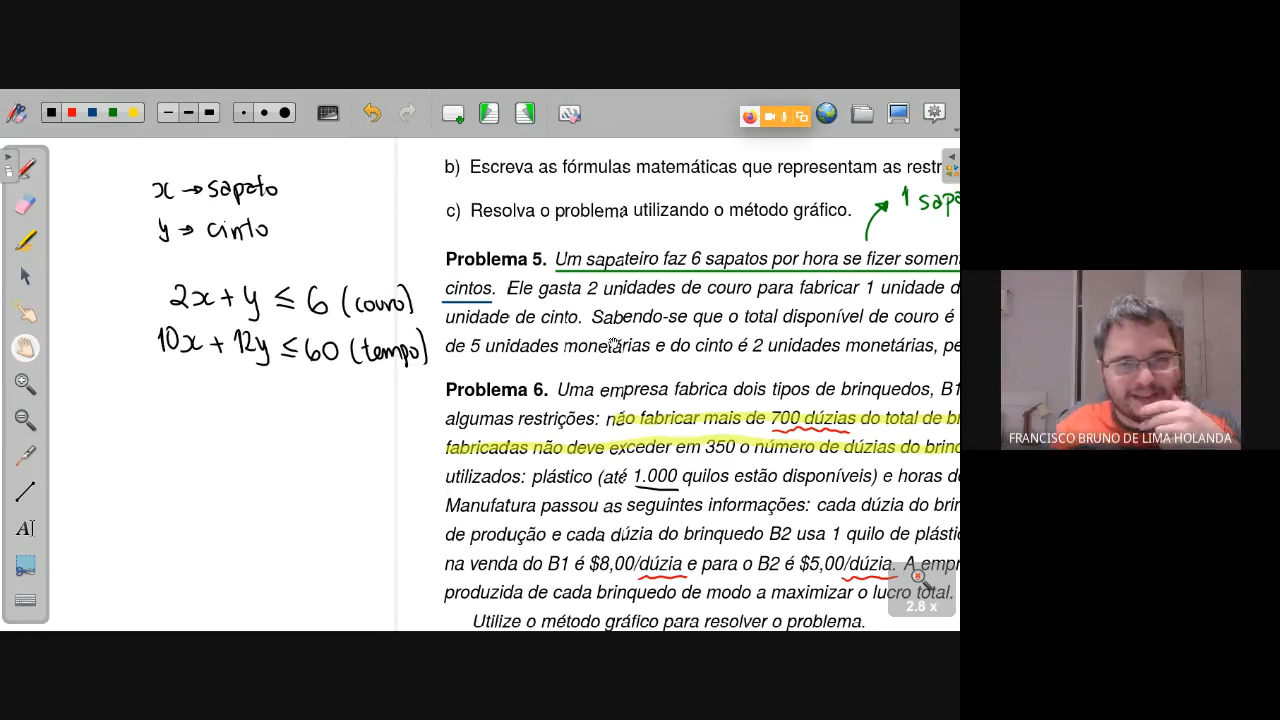 x → sapato
y → cinto
2x + y ≤ 6 (couro)
10x + 12y ≤ 60 (tempo)
b) Escreva as fórmulas matemáticas que representam as restr
c) Resolva o problema utilizando o método gráfico.
1 sapa
Problema 5. Um sapateiro faz 6 sapatos por hora se fizer soment
cintos. Ele gasta 2 unidades de couro para fabricar 1 unidade d
unidade de cinto. Sabendo-se que o total disponível de couro é
de 5 unidades monetárias e do cinto é 2 unidades monetárias, pe
Problema 6. Uma empresa fabrica dois tipos de brinquedos, B1
algumas restrições: não fabricar mais de 700 dúzias do total de br
fabricadas não deve exceder em 350 o número de dúzias do brinq
utilizados: plástico (até 1.000 quilos estão disponíveis) e horas de
Manufatura passou as seguintes informações: cada dúzia do brin
de produção e cada dúzia do brinquedo B2 usa 1 quilo de plástic
na venda do B1 é $8,00/dúzia e para o B2 é $5,00/dúzia. A empr
produzida de cada brinquedo de modo a maximizar o lucro total.
Utilize o método gráfico para resolver o problema.
2.8 x
AI
FRANCISCO BRUNO DE LIMA HOLANDA